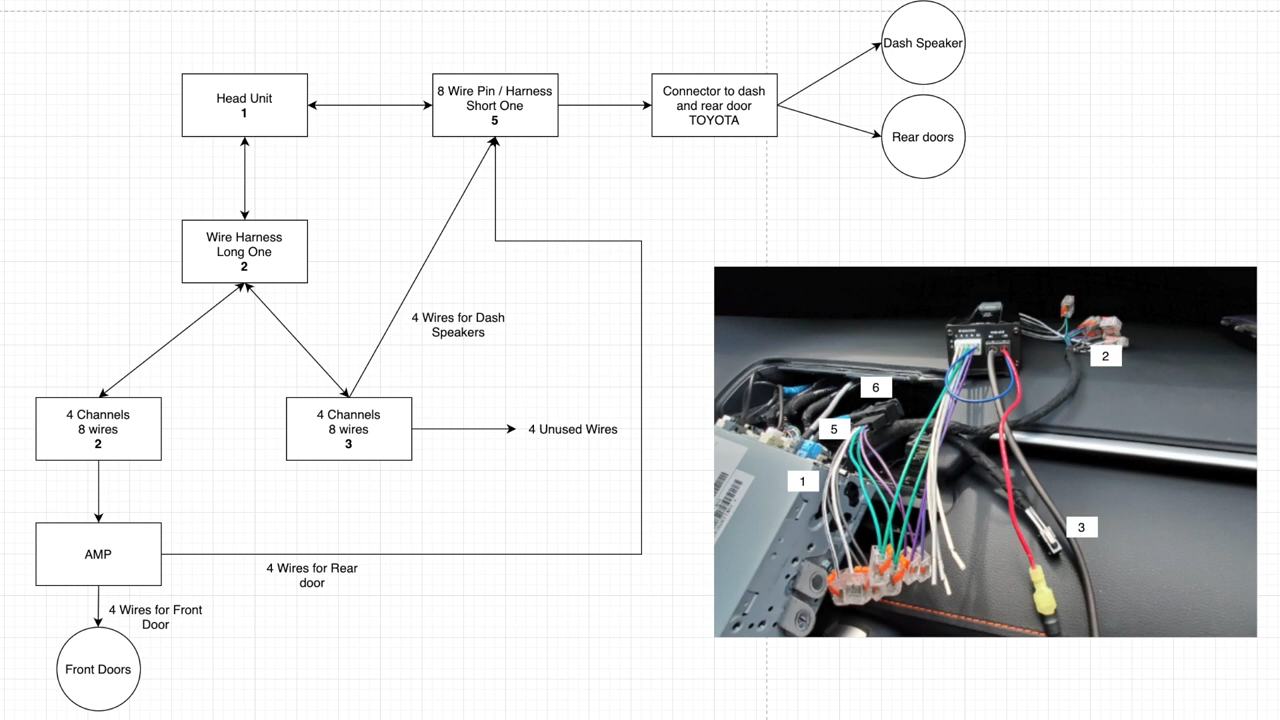 Dash Speaker
Head Unit
1
8 Wire Pin / Harness
Short One
5
Connector to dash
and rear door
TOYOTA
Rear doors
Wire Harness
Long One
2
4 Wires for Dash
Speakers
4 Channels
8 wires
2
4 Channels
8 wires
3
4 Unused Wires
AMP
4 Wires for Rear
door
4 Wires for Front
Door
Front Doors
2
6
5
1
3